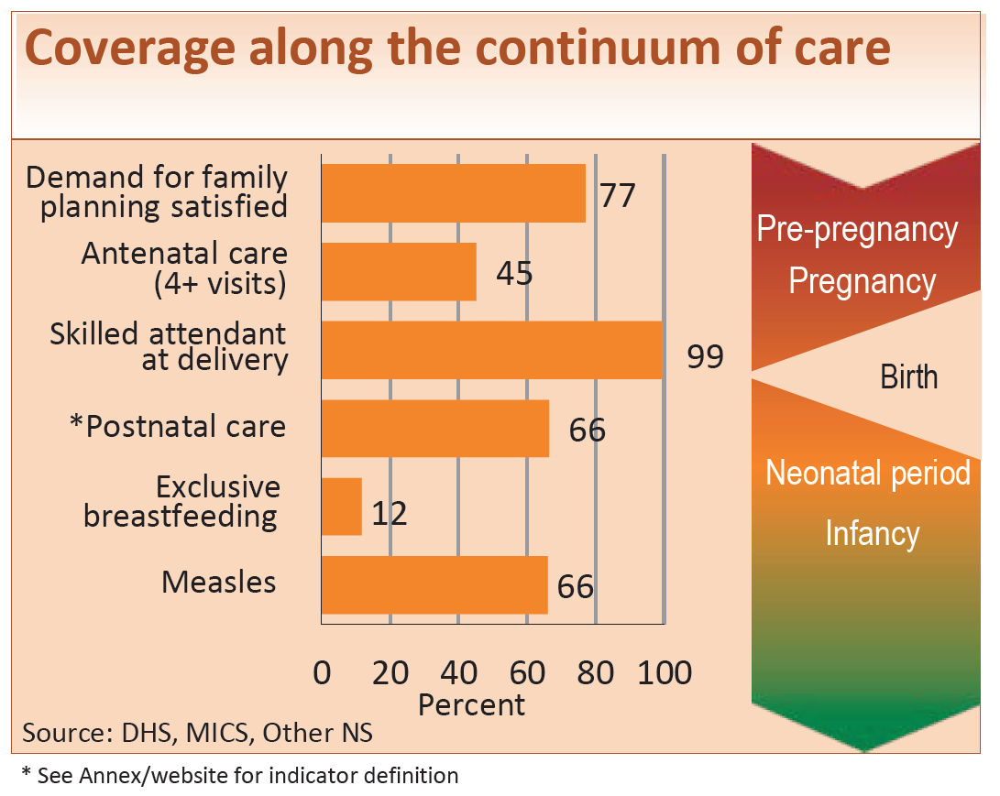 Coverage along the continuum of care
Demand for family
planning satisfied
77
Antenatal care
(4+ visits)
45
Skilled attendant
at delivery
99
*Postnatal care
66
Exclusive
breastfeeding
12
Measles
66
0 20 40 60 80 100
Percent
Pre-pregnancy
Pregnancy
Birth
Neonatal period
Infancy
Source: DHS, MICS, Other NS
* See Annex/website for indicator definition